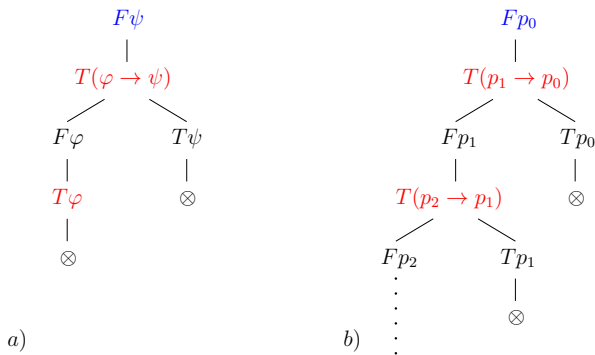 Fψ
T(φ → ψ)
Fφ Tψ
Tφ ⊗
⊗
a)
Fp₀
T(p₁ → p₀)
Fp₁ Tp₀
T(p₂ → p₁) ⊗
Fp₂ Tp₁
⊗
b)